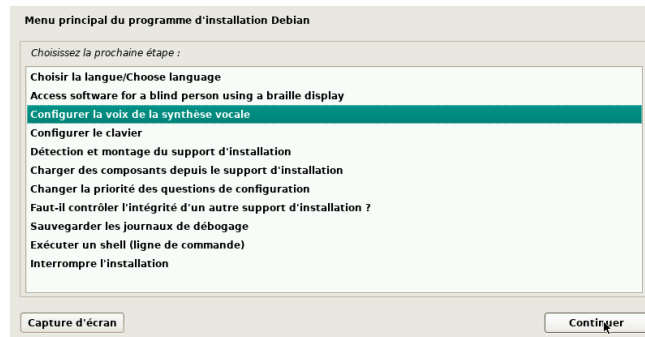 Menu principal du programme d'installation Debian
Choisissez la prochaine étape :
Choisir la langue/Choose language
Access software for a blind person using a braille display
Configurer la voix de la synthèse vocale
Configurer le clavier
Détection et montage du support d'installation
Charger des composants depuis le support d'installation
Changer la priorité des questions de configuration
Faut-il contrôler l'intégrité d'un autre support d'installation ?
Sauvegarder les journaux de débogage
Exécuter un shell (ligne de commande)
Interrompre l'installation
Capture d'écran Continuer